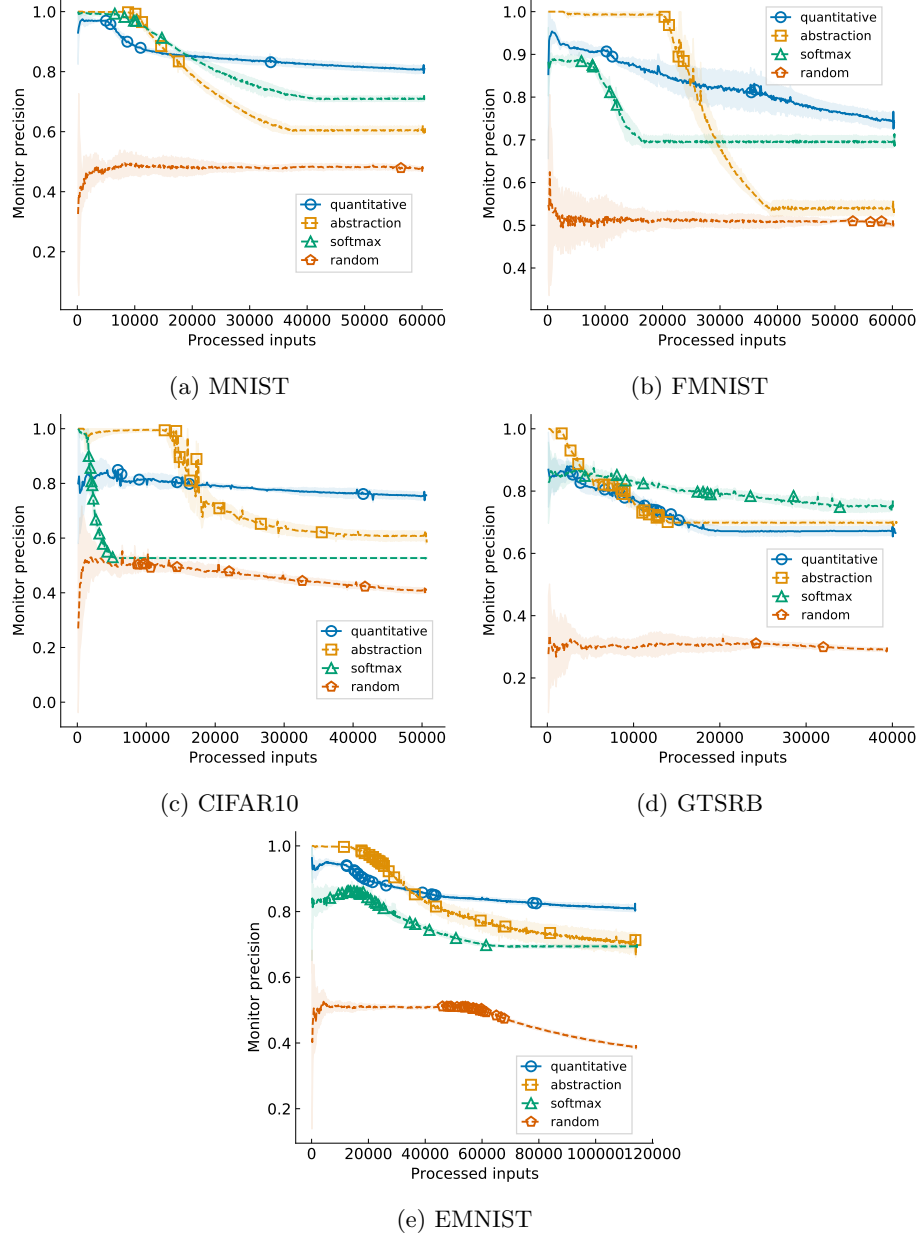 1.0
0.8
0.6
0.4
0.2
Monitor precision
0 10000 20000 30000 40000 50000 60000
Processed inputs
quantitative
abstraction
softmax
random
(a) MNIST
1.0
0.9
0.8
0.7
0.6
0.5
0.4
Monitor precision
0 10000 20000 30000 40000 50000 60000
Processed inputs
quantitative
abstraction
softmax
random
(b) FMNIST
1.0
0.8
0.6
0.4
0.2
0.0
Monitor precision
0 10000 20000 30000 40000 50000
Processed inputs
quantitative
abstraction
softmax
random
(c) CIFAR10
1.0
0.8
0.6
0.4
0.2
Monitor precision
0 10000 20000 30000 40000
Processed inputs
quantitative
abstraction
softmax
random
(d) GTSRB
1.0
0.8
0.6
0.4
0.2
Monitor precision
0 20000 40000 60000 80000 100000 120000
Processed inputs
quantitative
abstraction
softmax
random
(e) EMNIST